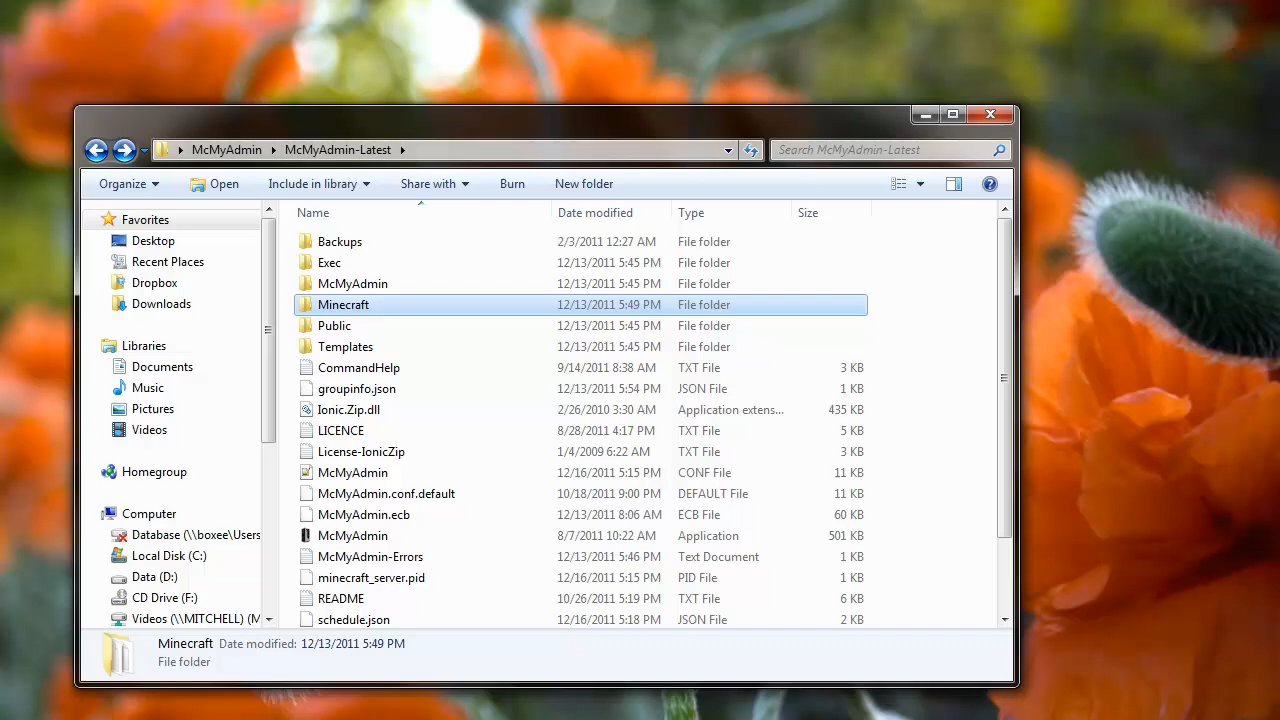 McMyAdmin McMyAdmin-Latest Search McMyAdmin-Latest
Organize Open Include in library Share with Burn New folder
Name Date modified Type Size
Favorites
Desktop
Recent Places
Dropbox
Downloads
Libraries
Documents
Music
Pictures
Videos
Homegroup
Computer
Database (\\boxee\Users
Local Disk (C:)
Data (D:)
CD Drive (F:)
Videos (\\MITCHELL) (M
Backups 2/3/2011 12:27 AM File folder
Exec 12/13/2011 5:45 PM File folder
McMyAdmin 12/13/2011 5:45 PM File folder
Minecraft 12/13/2011 5:49 PM File folder
Public 12/13/2011 5:45 PM File folder
Templates 12/13/2011 5:45 PM File folder
CommandHelp 9/14/2011 8:38 AM TXT File 3 KB
groupinfo.json 12/13/2011 5:54 PM JSON File 1 KB
Ionic.Zip.dll 2/26/2010 3:30 AM Application extens... 435 KB
LICENCE 8/28/2011 4:17 PM TXT File 5 KB
License-IonicZip 1/4/2009 6:22 AM TXT File 3 KB
McMyAdmin 12/16/2011 5:15 PM CONF File 11 KB
McMyAdmin.conf.default 10/18/2011 9:00 PM DEFAULT File 11 KB
McMyAdmin.ecb 12/13/2011 8:06 AM ECB File 60 KB
McMyAdmin 8/7/2011 10:22 AM Application 501 KB
McMyAdmin-Errors 12/13/2011 5:46 PM Text Document 1 KB
minecraft_server.pid 12/16/2011 5:15 PM PID File 1 KB
README 10/26/2011 5:19 PM TXT File 6 KB
schedule.json 12/16/2011 5:18 PM JSON File 2 KB
Minecraft Date modified: 12/13/2011 5:49 PM
File folder